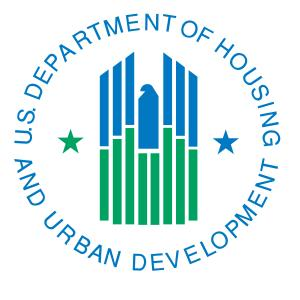 U.S. DEPARTMENT OF HOUSING
AND URBAN DEVELOPMENT